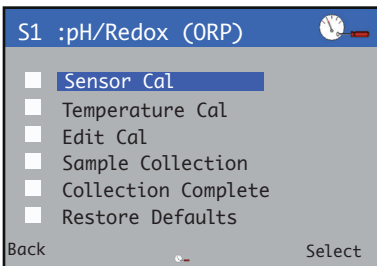 S1 :pH/Redox (ORP)
Sensor Cal
Temperature Cal
Edit Cal
Sample Collection
Collection Complete
Restore Defaults
Back Select